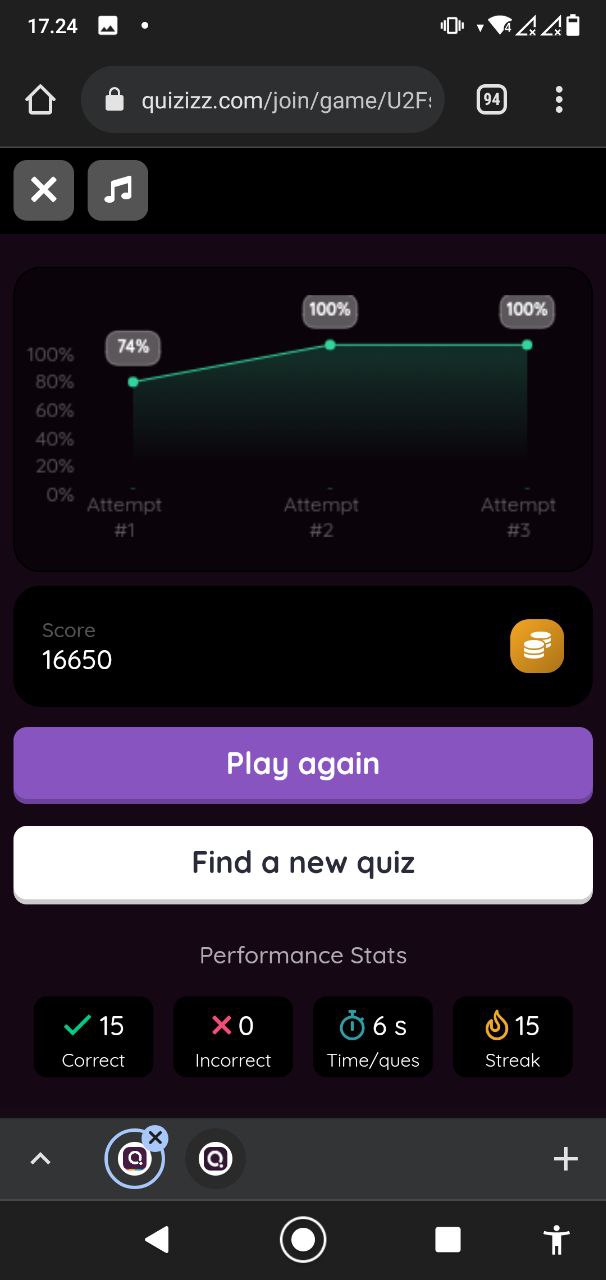 17.24
4
quizizz.com/join/game/U2F
94
100%
100%
74%
100%
80%
60%
40%
20%
0%
Attempt #1
Attempt #2
Attempt #3
Score
16650
Play again
Find a new quiz
Performance Stats
15
Correct
0
Incorrect
6 s
Time/ques
15
Streak